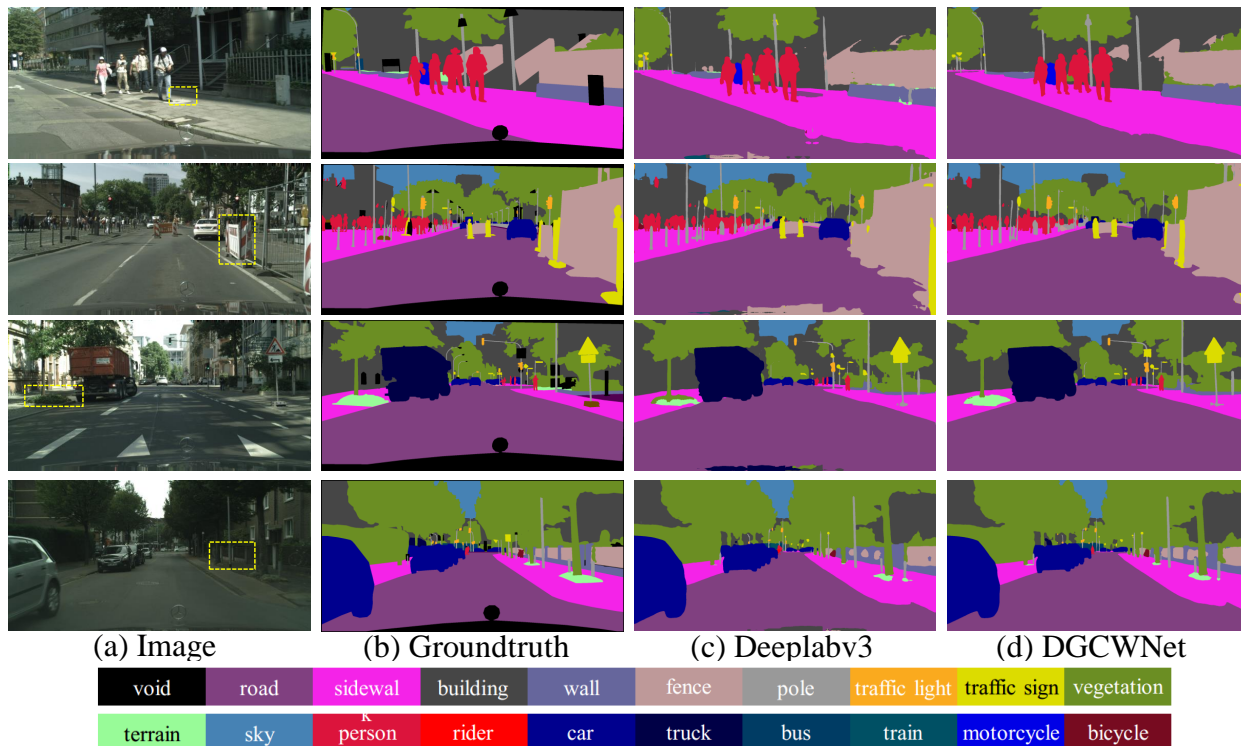 (a) Image (b) Groundtruth (c) Deeplabv3 (d) DGCWNet
void road sidewal building wall fence pole traffic light traffic sign vegetation
k
terrain sky person rider car truck bus train motorcycle bicycle